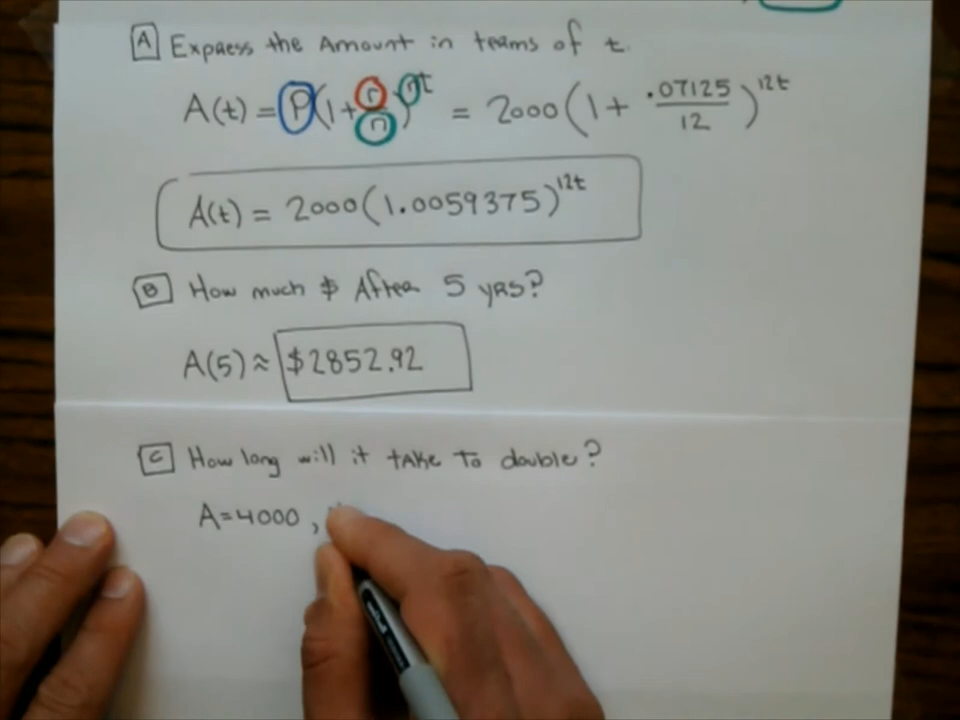 A Express the Amount in terms of t.
A(t) = P(1+r/n)^nt = 2000(1+ .07125/12)^12t
A(t) = 2000(1.0059375)^12t
B How much $ After 5 yrs?
A(5) ≈ $2852.92
C How long will it take to double?
A=4000,